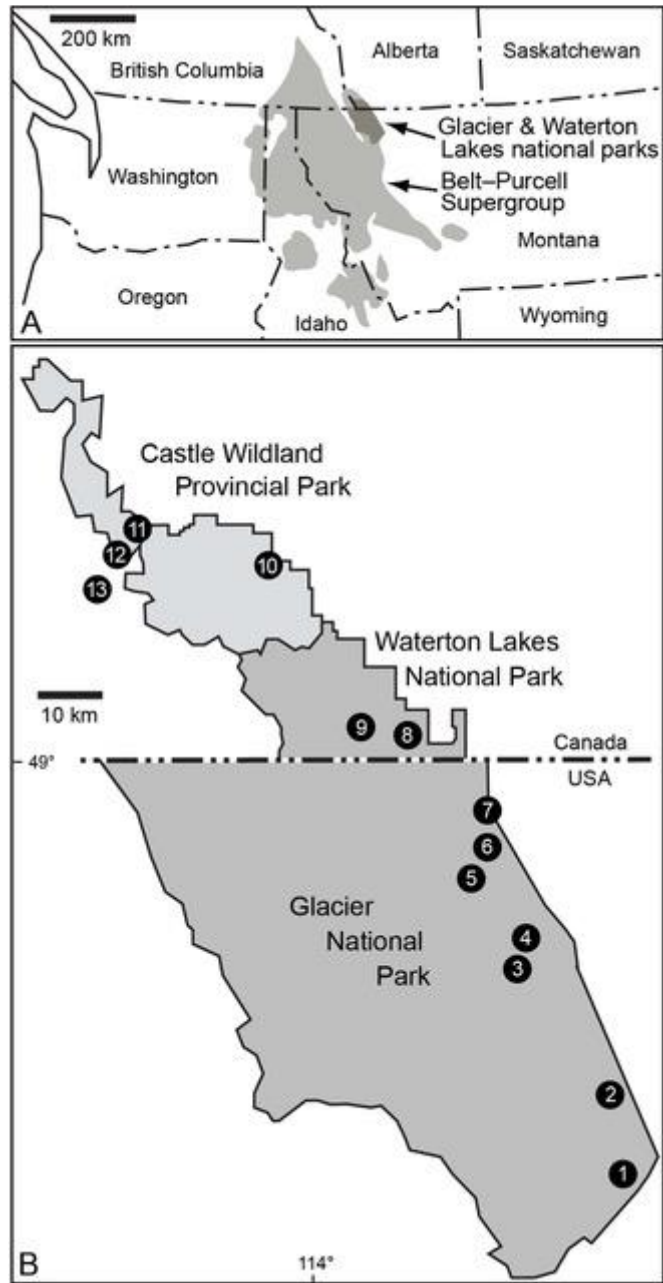 200 km
British Columbia
Alberta
Saskatchewan
Glacier & Waterton
Lakes national parks
Washington
Belt–Purcell
Supergroup
Montana
Oregon
Idaho
Wyoming
A
Castle Wildland
Provincial Park
11
12
10
13
Waterton Lakes
National Park
10 km
9
8
Canada
49°
USA
7
6
5
Glacier
National
Park
4
3
2
1
B
114°